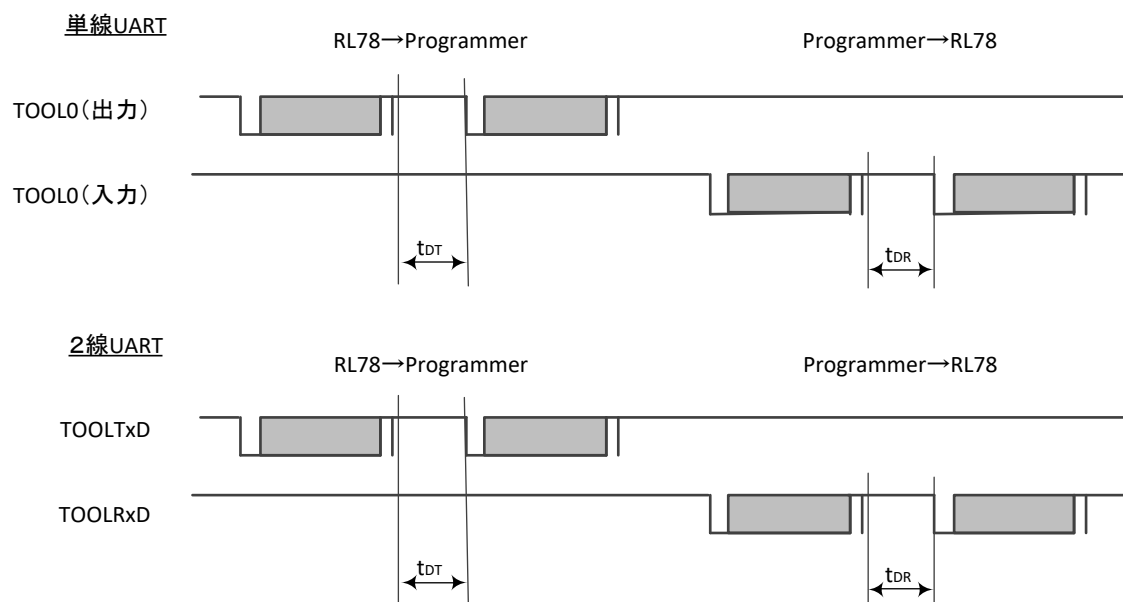 単線UART
RL78→Programmer
Programmer→RL78
TOOL0(出力)
TOOL0(入力)
tDT
tDR
2線UART
RL78→Programmer
Programmer→RL78
TOOLTxD
TOOLRxD
tDT
tDR